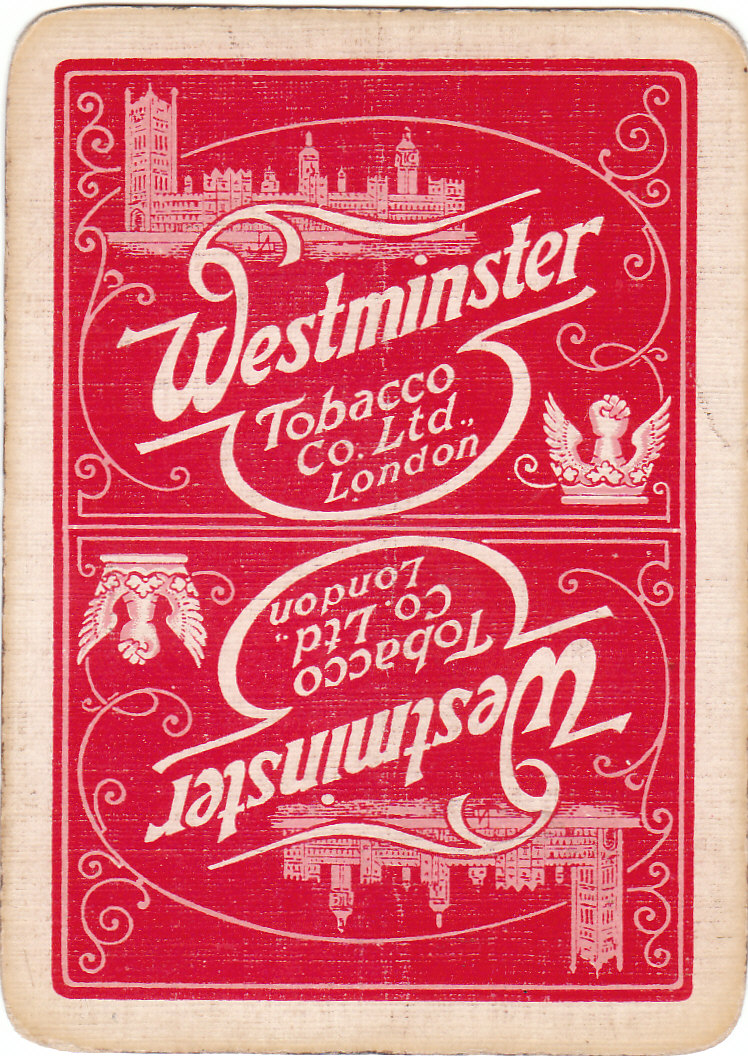 Westminster
Tobacco
Co. Ltd.,
London
Westminster
Tobacco
Co. Ltd.,
London